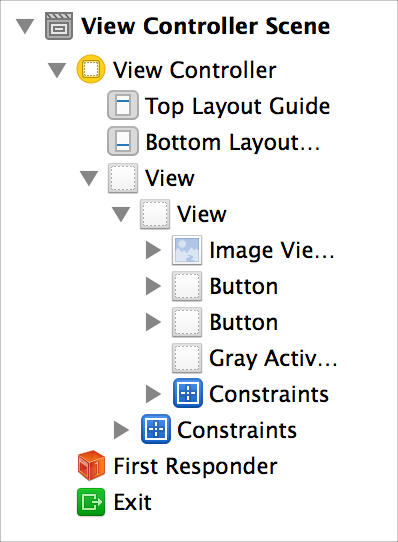 View Controller Scene
View Controller
Top Layout Guide
Bottom Layout…
View
View
Image Vie…
Button
Button
Gray Activ…
Constraints
Constraints
First Responder
Exit